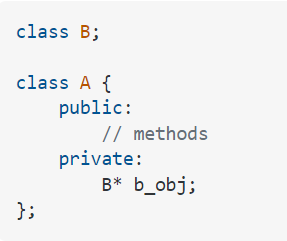 class B;
class A {
public:
// methods
private:
B* b_obj;
};